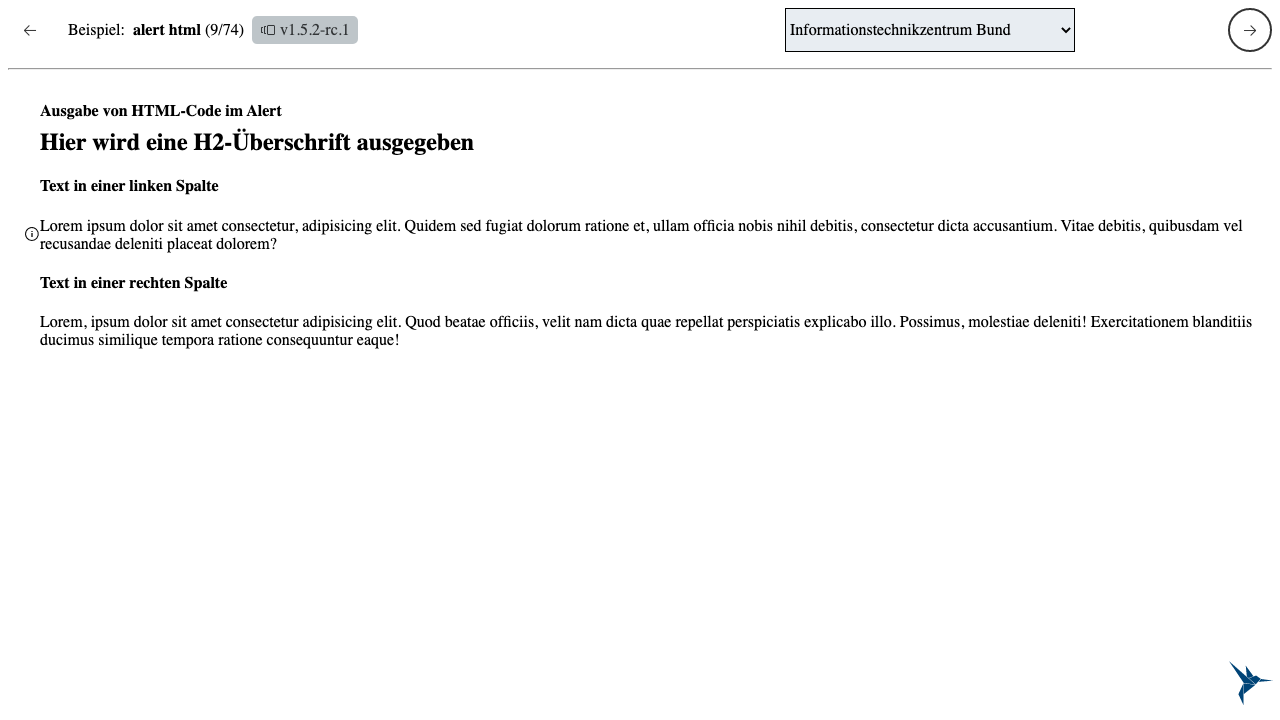 Beispiel: alert html (9/74) v1.5.2-rc.1 Informationstechnikzentrum Bund
Ausgabe von HTML-Code im Alert
Hier wird eine H2-Überschrift ausgegeben
Text in einer linken Spalte
Lorem ipsum dolor sit amet consectetur, adipisicing elit. Quidem sed fugiat dolorum ratione et, ullam officia nobis nihil debitis, consectetur dicta accusantium. Vitae debitis, quibusdam vel
recusandae deleniti placeat dolorem?
Text in einer rechten Spalte
Lorem, ipsum dolor sit amet consectetur adipisicing elit. Quod beatae officiis, velit nam dicta quae repellat perspiciatis explicabo illo. Possimus, molestiae deleniti! Exercitationem blanditiis
ducimus similique tempora ratione consequuntur eaque!